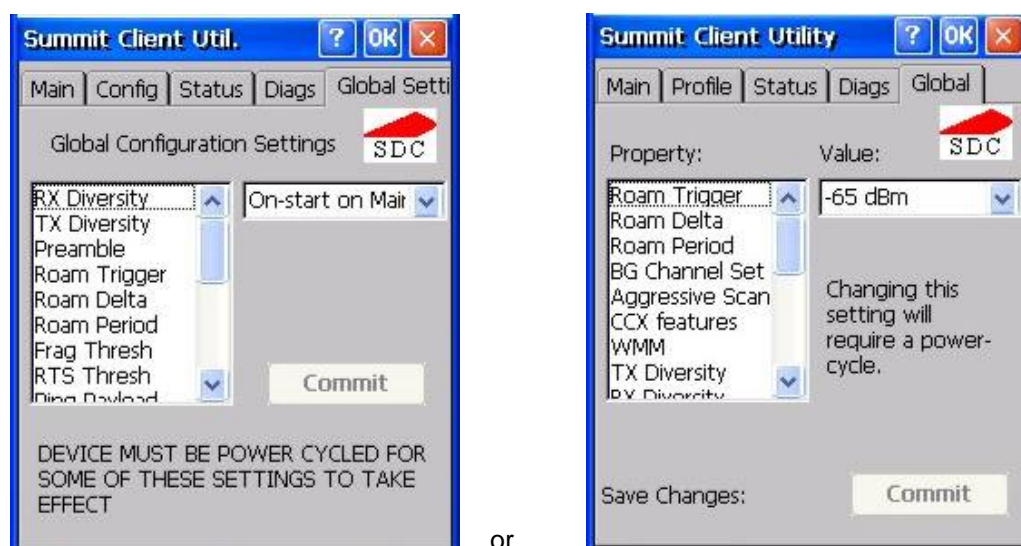 Summit Client Util. ? OK
Main Config Status Diags Global Setti
Global Configuration Settings SDC
RX Diversity On-start on Mair
TX Diversity
Preamble
Roam Trigger
Roam Delta
Roam Period
Frag Thresh
RTS Thresh
Ping Payload
Commit
DEVICE MUST BE POWER CYCLED FOR
SOME OF THESE SETTINGS TO TAKE
EFFECT
or
Summit Client Utility ? OK
Main Profile Status Diags Global
SDC
Property: Value:
Roam Trigger -65 dBm
Roam Delta
Roam Period
BG Channel Set
Aggressive Scan
CCX features
WMM
TX Diversity
RX Diversity
Changing this
setting will
require a power-
cycle.
Save Changes: Commit